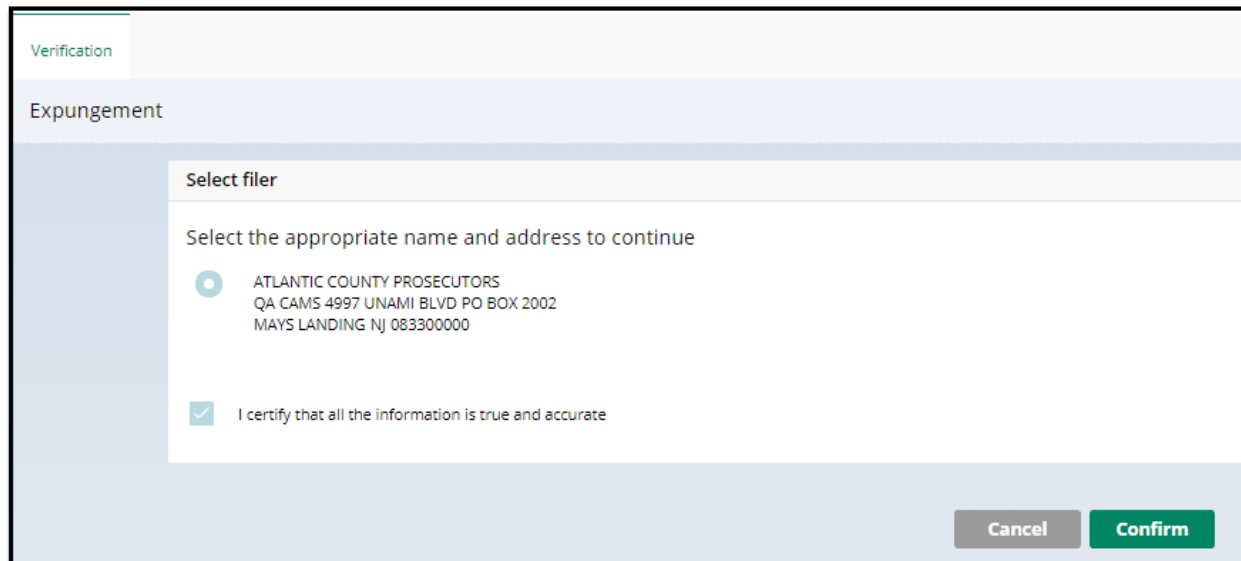 Verification
Expungement
Select filer
Select the appropriate name and address to continue
ATLANTIC COUNTY PROSECUTORS
QA CAMS 4997 UNAMI BLVD PO BOX 2002
MAYS LANDING NJ 083300000
I certify that all the information is true and accurate
Cancel
Confirm